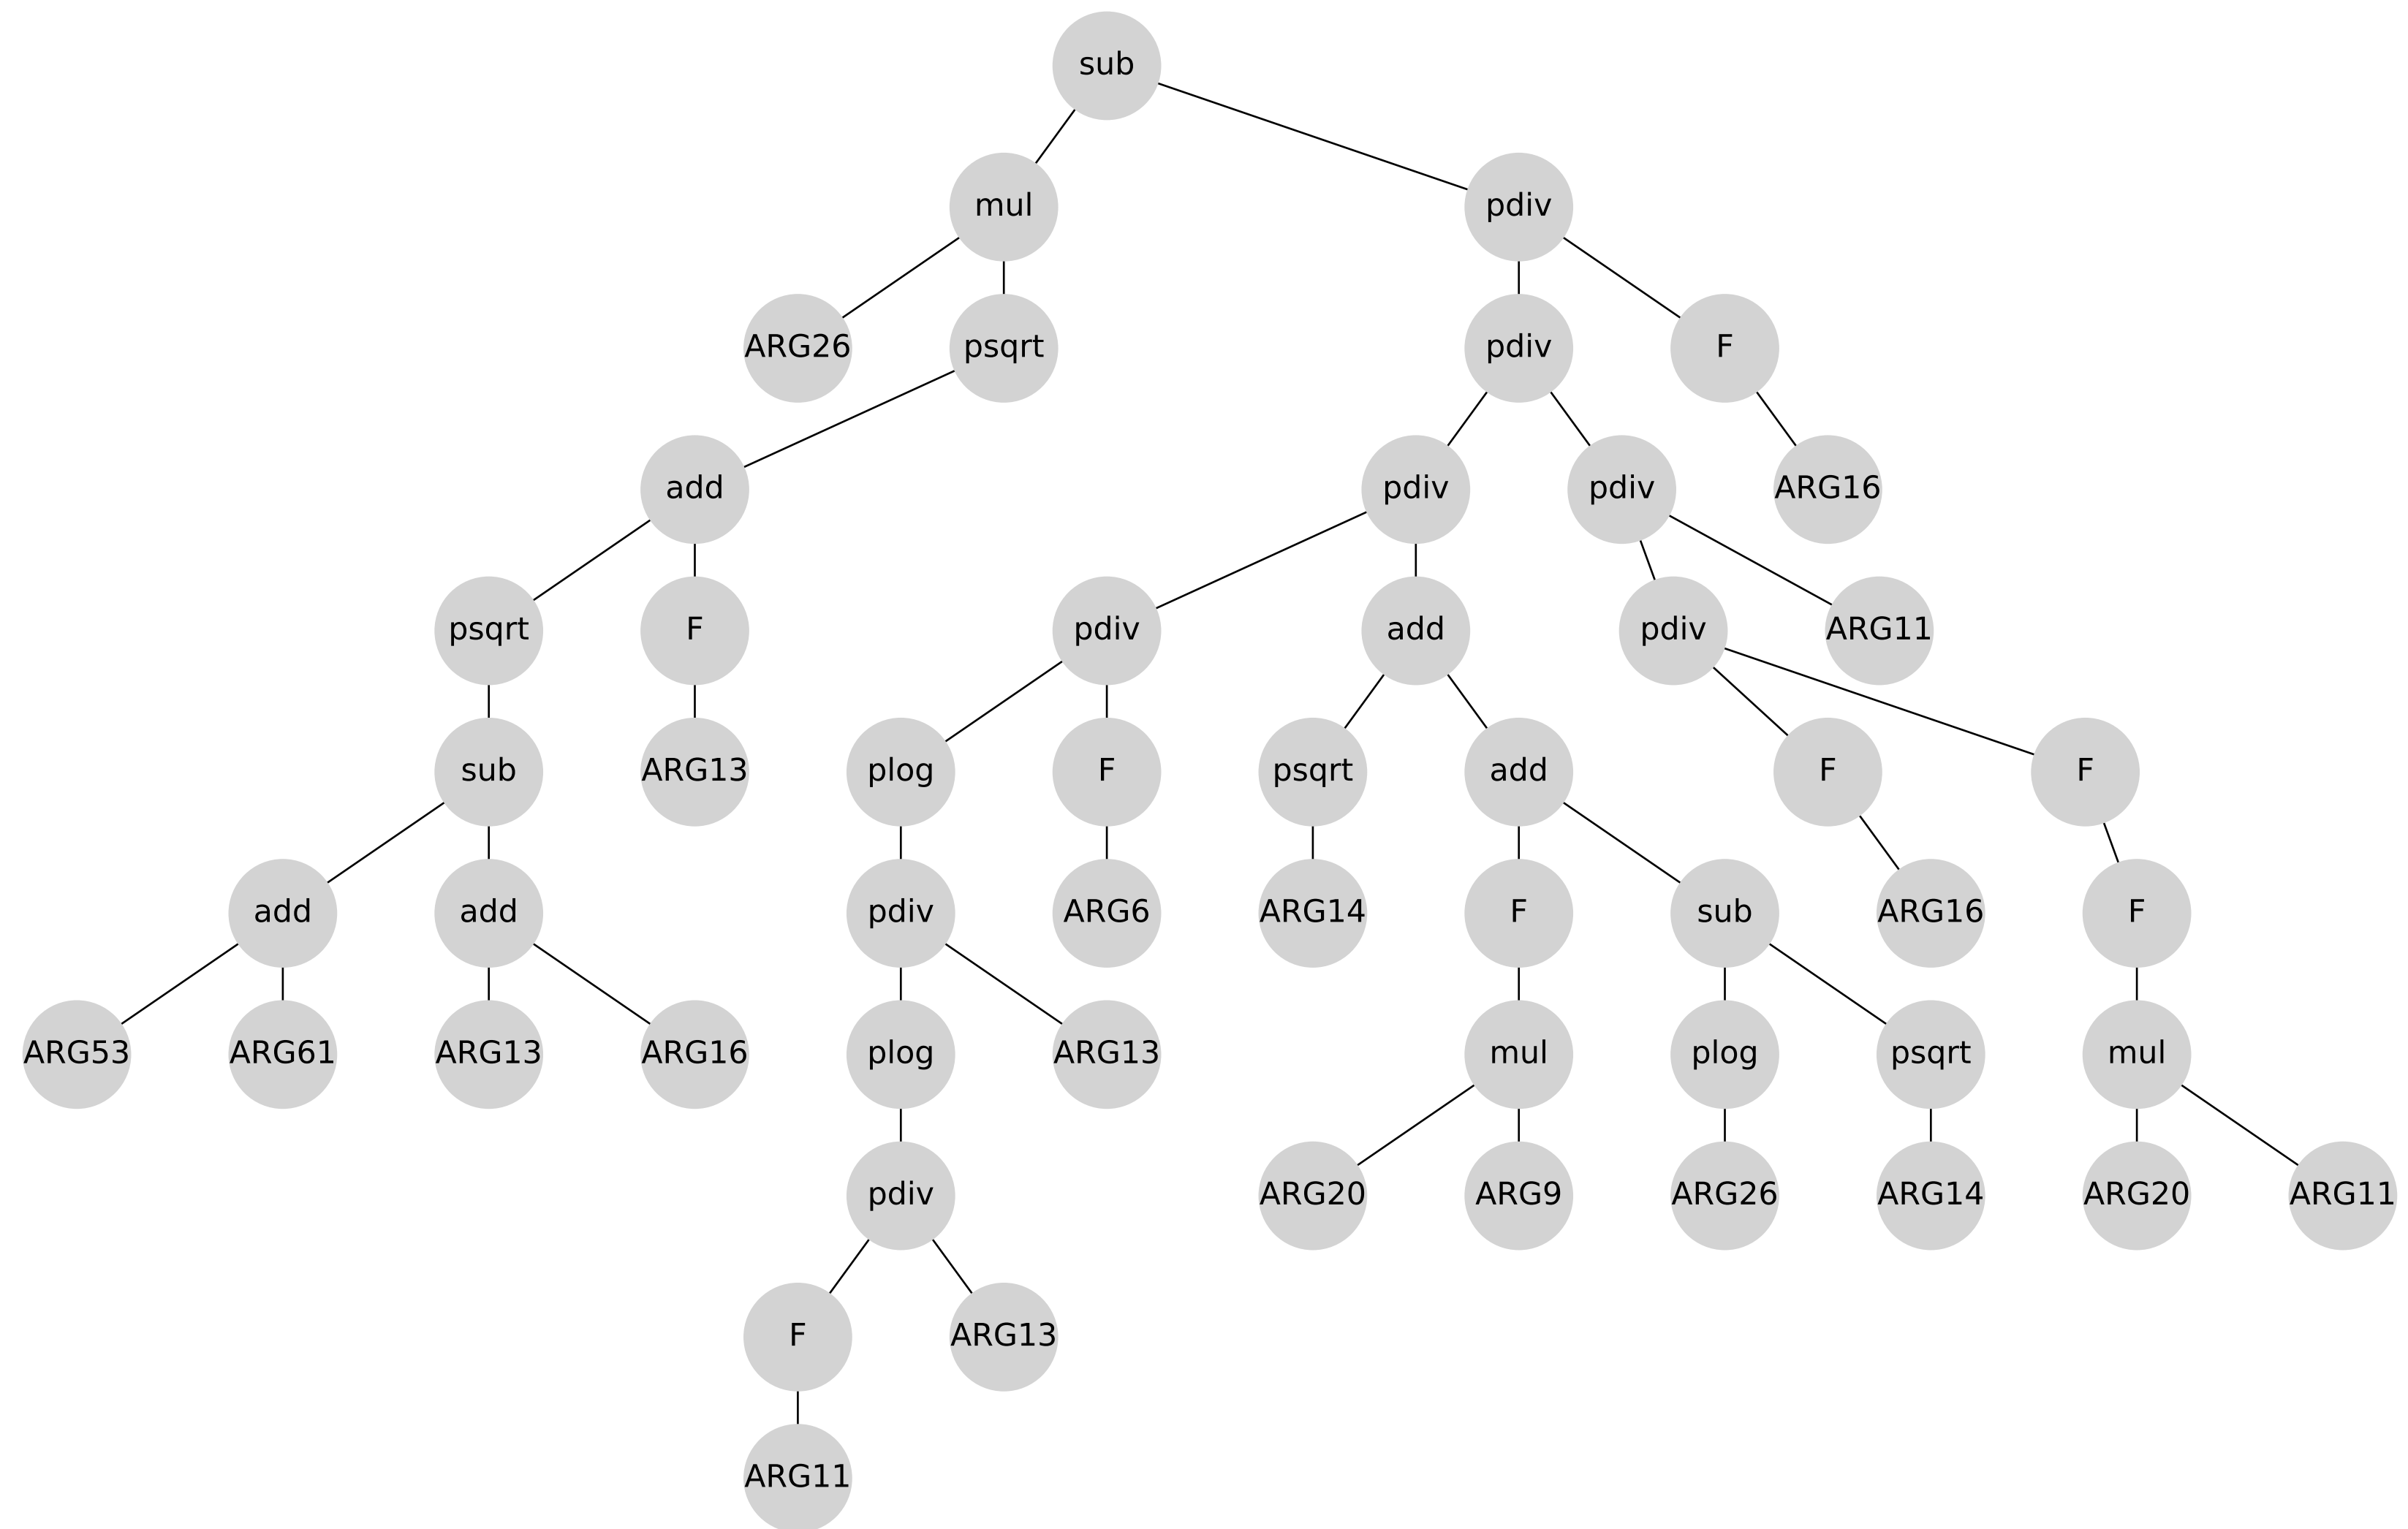 sub
mul pdiv
ARG26 psqrt pdiv F
add pdiv pdiv ARG16
psqrt F pdiv add pdiv ARG11
sub ARG13 plog F psqrt add F F
add add pdiv ARG6 ARG14 F sub ARG16 F
ARG53 ARG61 ARG13 ARG16 plog ARG13 mul plog psqrt mul
pdiv ARG20 ARG9 ARG26 ARG14 ARG20 ARG11
F ARG13
ARG11